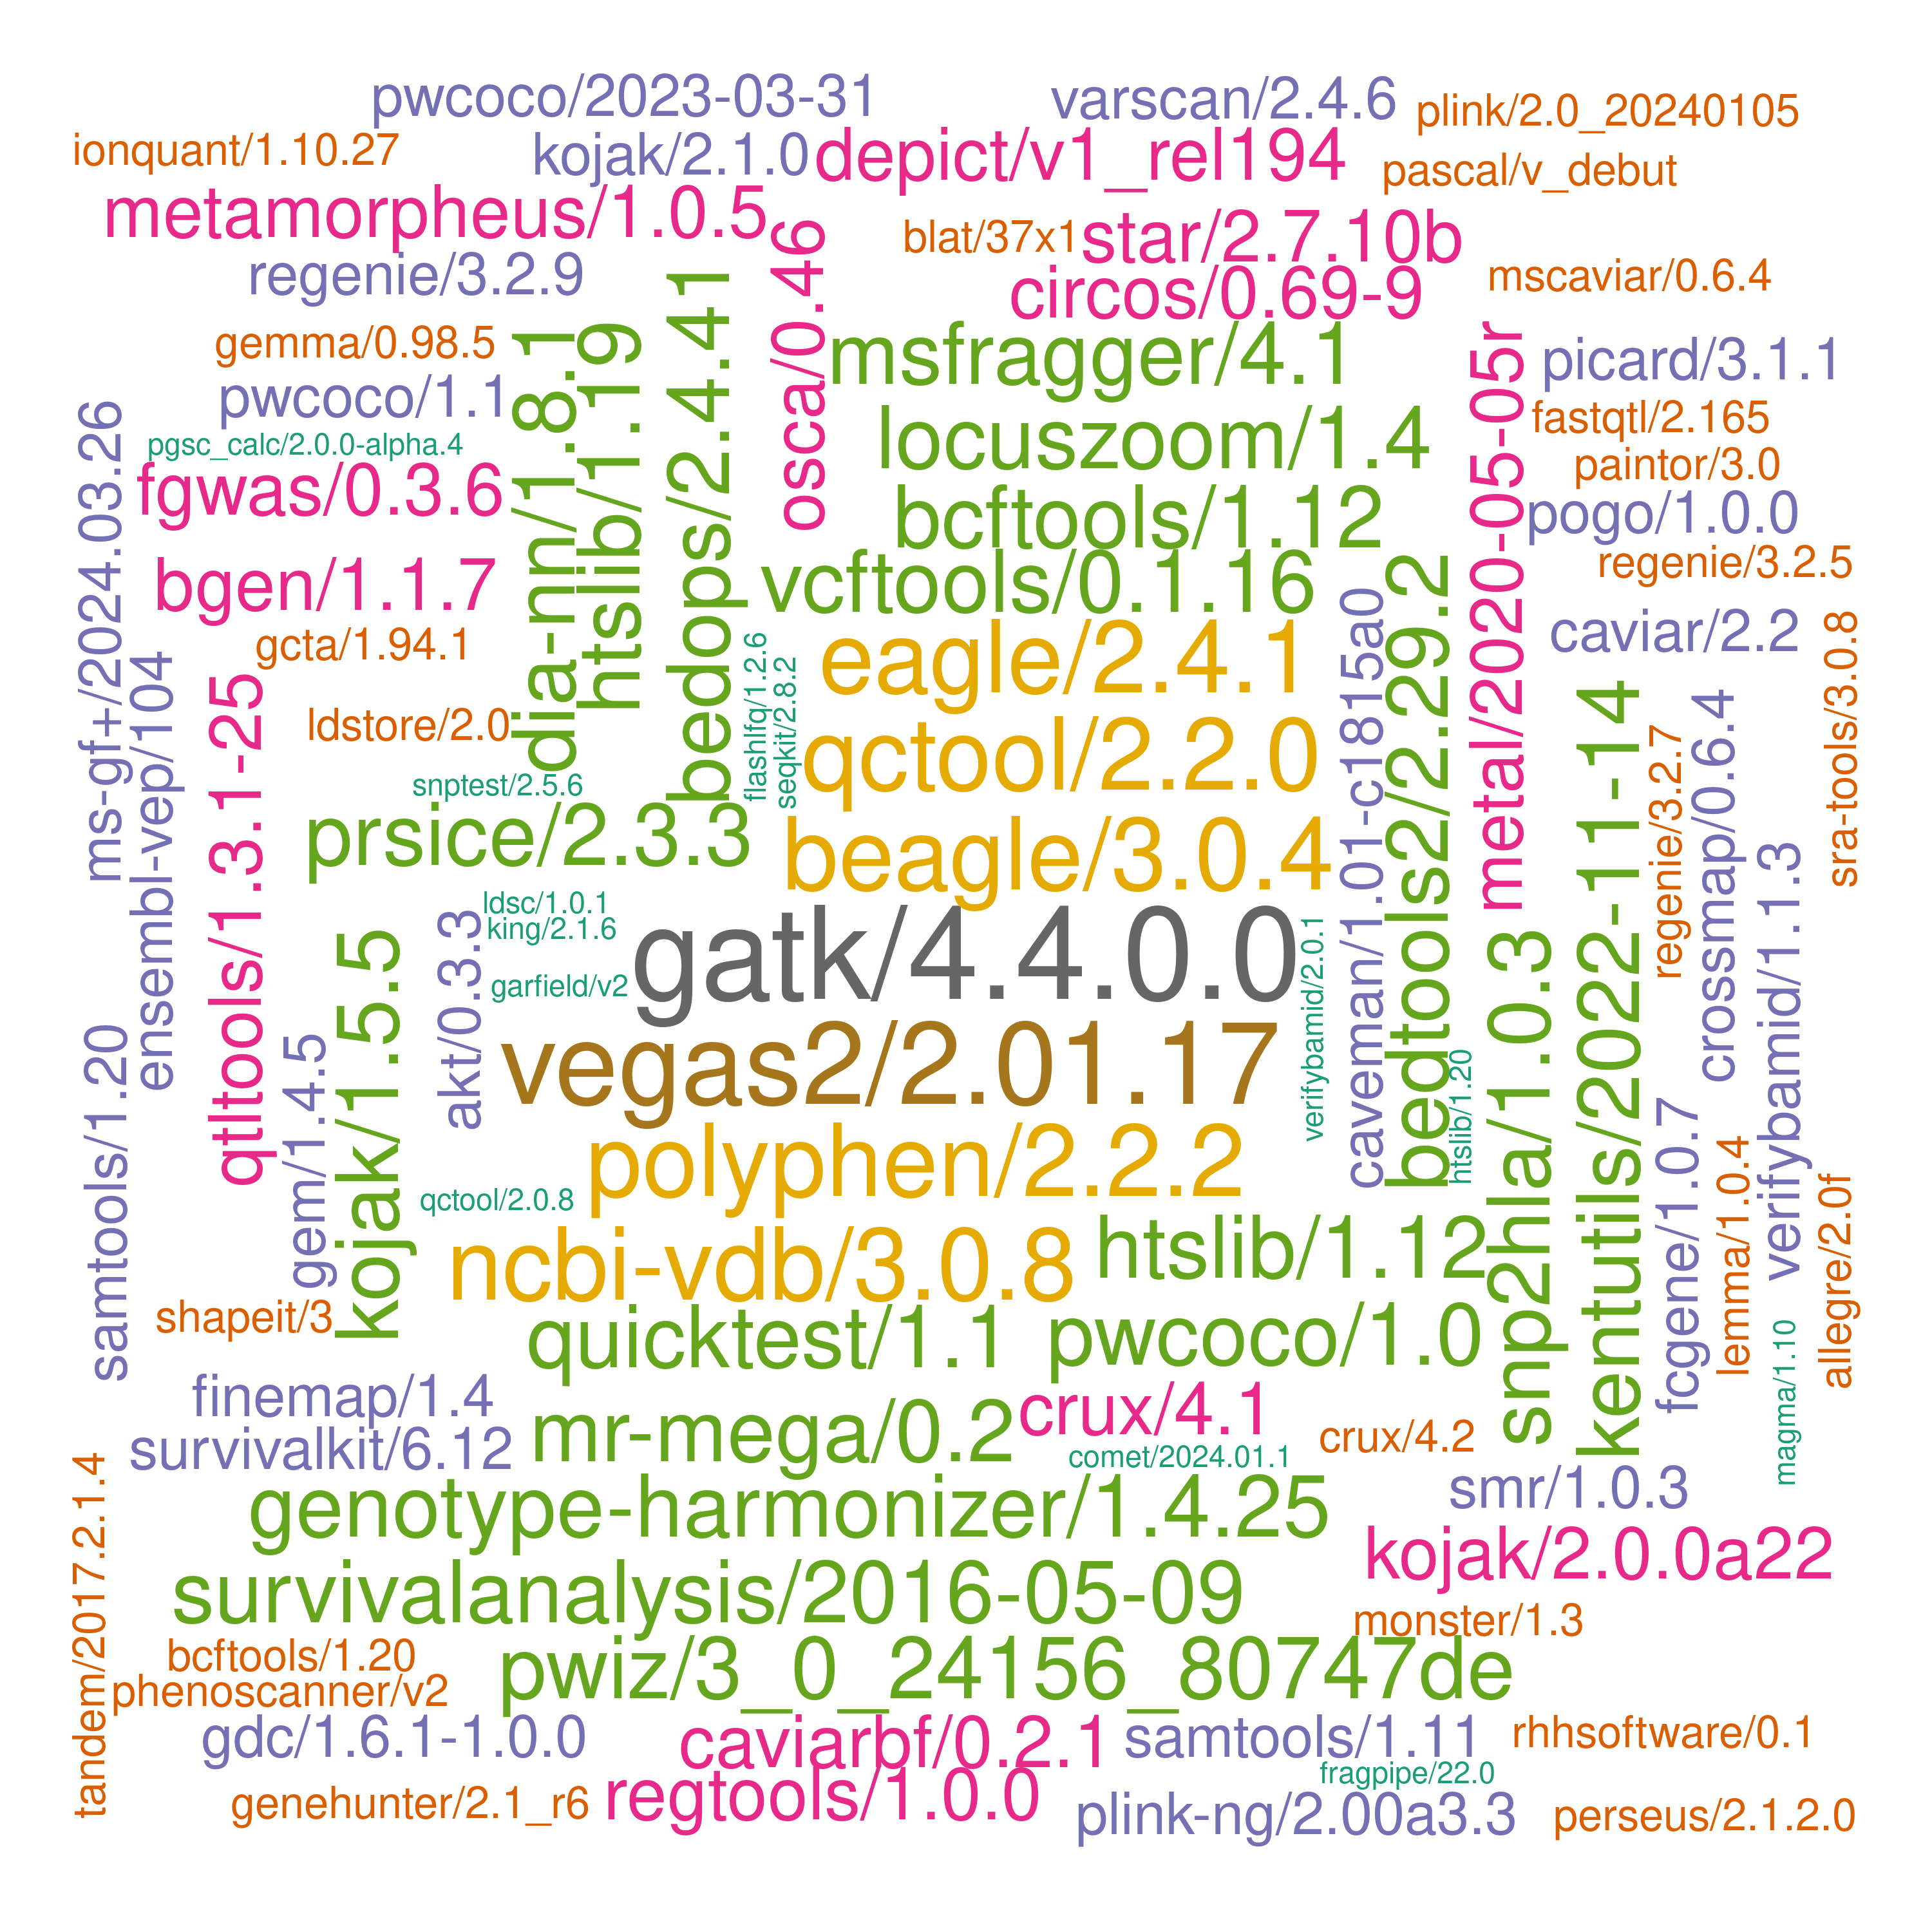 pwcoco/2023-03-31
varscan/2.4.6
plink/2.0_20240105
ionquant/1.10.27
kojak/2.1.0
depict/v1_rel194
pascal/v_debut
metamorpheus/1.0.5
blat/37x1
star/2.7.10b
regenie/3.2.9
osca/0.46
circos/0.69-9
mscaviar/0.6.4
gemma/0.98.5
dia-nn/1.8.1
htslib/1.19
bedops/2.4.41
msfragger/4.1
metal/2020-05-05r
picard/3.1.1
pwcoco/1.1
fastqtl/2.165
ms-gf+/2024.03.26
pgsc_calc/2.0.0-alpha.4
locuszoom/1.4
paintor/3.0
fgwas/0.3.6
bcftools/1.12
pogo/1.0.0
bgen/1.1.7
vcftools/0.1.16
bedtools2/2.29.2
regenie/3.2.5
gcta/1.94.1
flashlfq/1.2.6
seqkit/2.8.2
eagle/2.4.1
caveman/1.01-c1815a0
caviar/2.2
sra-tools/3.0.8
ensembl-vep/104
qtltools/1.3.1-25
ldstore/2.0
qctool/2.2.0
kentutils/2022-11-14
regenie/3.2.7
crossmap/0.6.4
snptest/2.5.6
prsice/2.3.3
beagle/3.0.4
verifybamid/1.1.3
ldsc/1.0.1
king/2.1.6
akt/0.3.3
kojak/1.5.5
garfield/v2
gatk/4.4.0.0
verifybamid/2.0.1
snp2hla/1.0.3
samtools/1.20
gem/1.4.5
vegas2/2.01.17
htslib/1.20
fcgene/1.0.7
lemma/1.0.4
allegre/2.0f
polyphen/2.2.2
qctool/2.0.8
ncbi-vdb/3.0.8
htslib/1.12
shapeit/3
quicktest/1.1
pwcoco/1.0
magma/1.10
finemap/1.4
crux/4.1
survivalkit/6.12
mr-mega/0.2
crux/4.2
comet/2024.01.1
tandem/2017.2.1.4
genotype-harmonizer/1.4.25
smr/1.0.3
kojak/2.0.0a22
survivalanalysis/2016-05-09
monster/1.3
bcftools/1.20
pwiz/3_0_24156_80747de
phenoscanner/v2
gdc/1.6.1-1.0.0
caviarbf/0.2.1
samtools/1.11
rhhsoftware/0.1
fragpipe/22.0
genehunter/2.1_r6
regtools/1.0.0
plink-ng/2.00a3.3
perseus/2.1.2.0